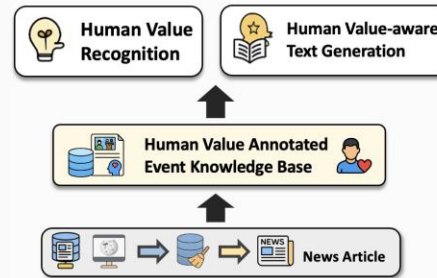 Human Value
Recognition
Human Value-aware
Text Generation
Human Value Annotated
Event Knowledge Base
NEWS
News Article